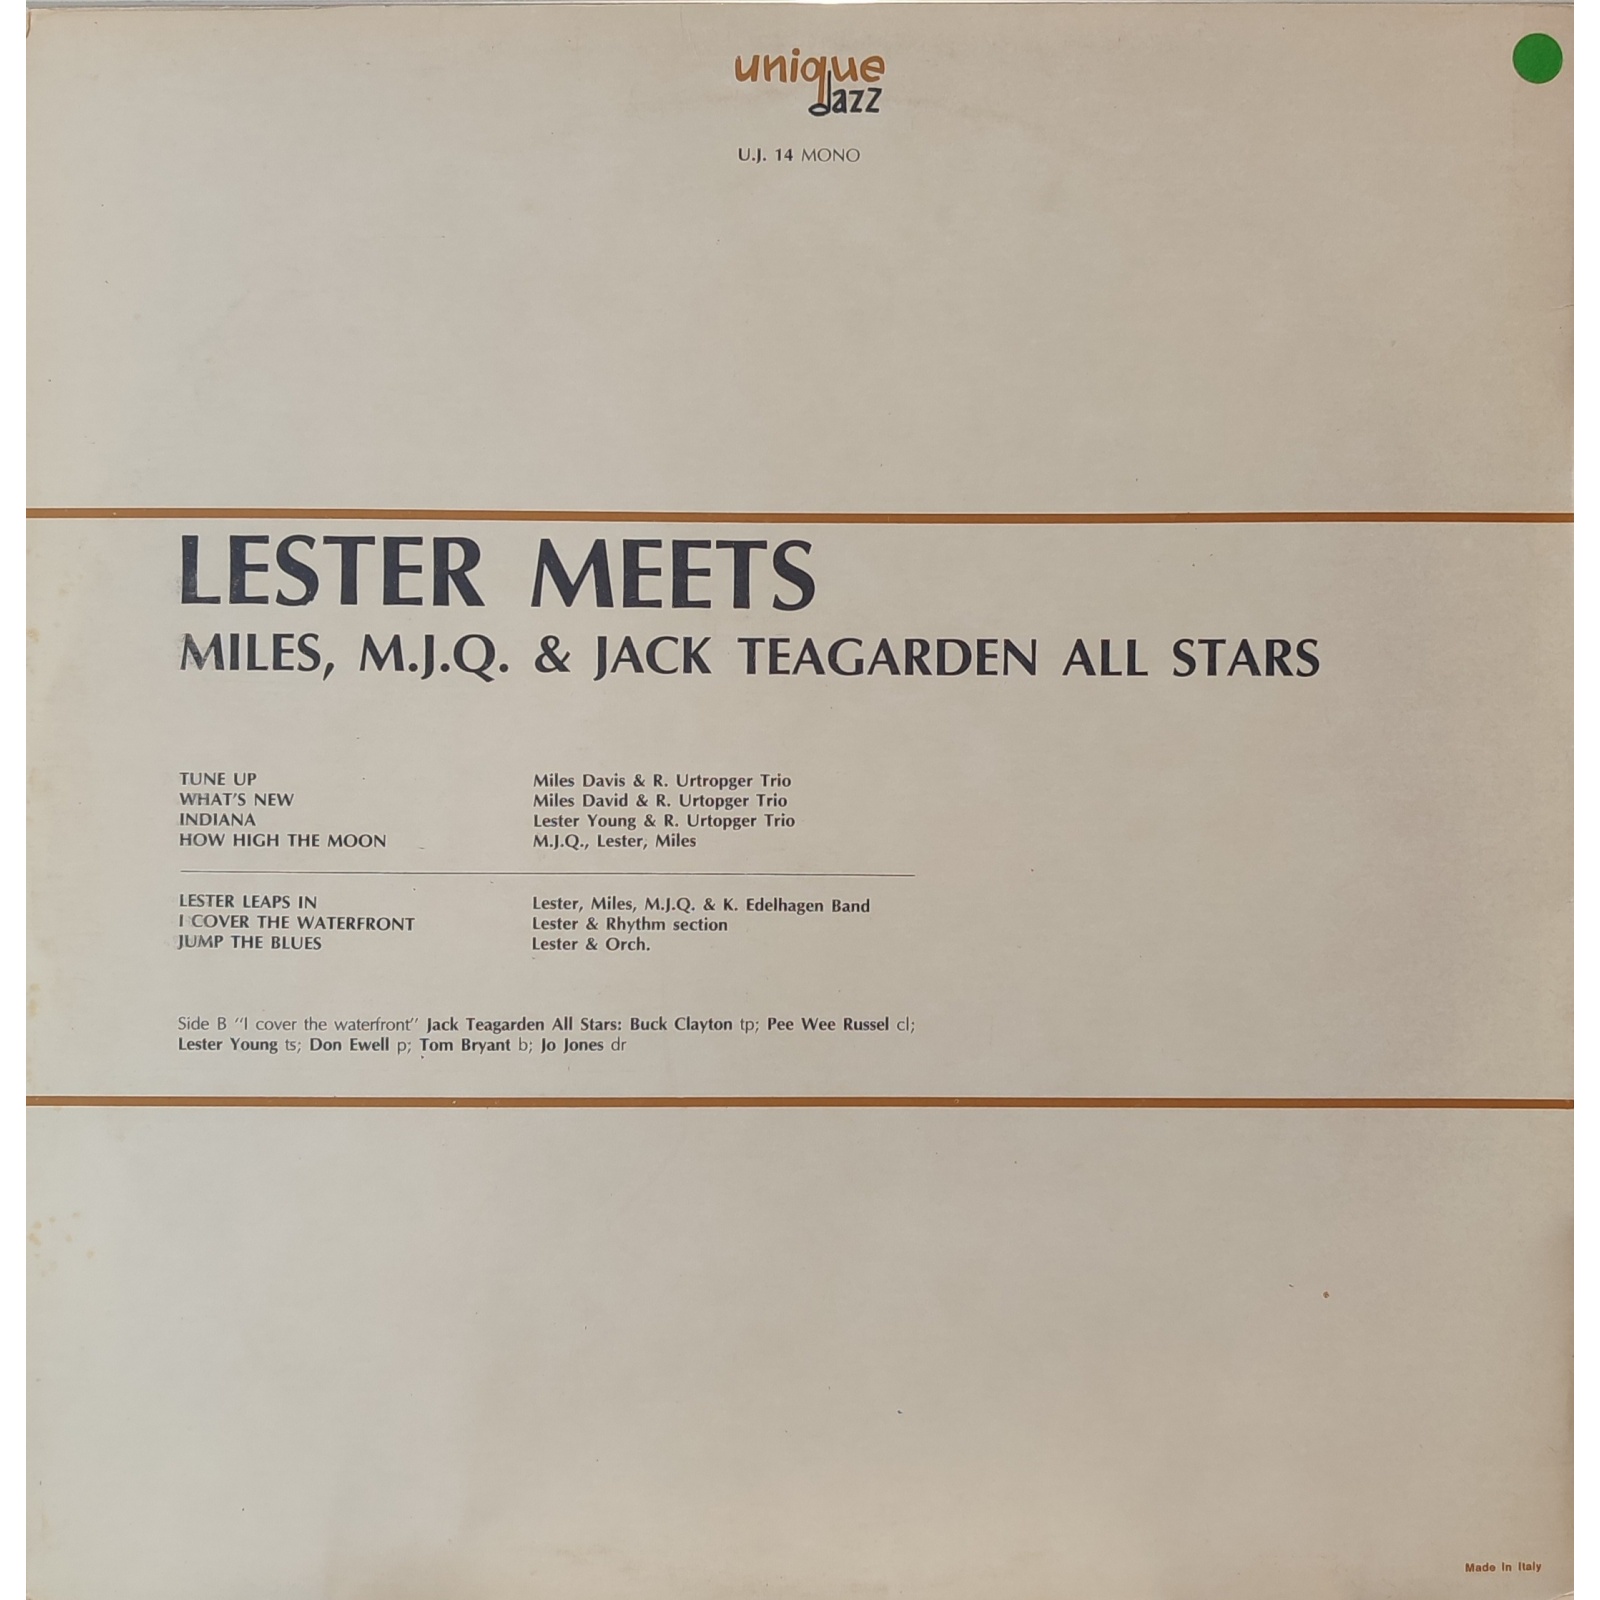 unique
Jazz
U.J. 14 MONO
LESTER MEETS
MILES, M.J.Q. & JACK TEAGARDEN ALL STARS
TUNE UP Miles Davis & R. Urtropger Trio
WHAT'S NEW Miles David & R. Urtopger Trio
INDIANA Lester Young & R. Urtopger Trio
HOW HIGH THE MOON M.J.Q., Lester, Miles
LESTER LEAPS IN Lester, Miles, M.J.Q. & K. Edelhagen Band
I COVER THE WATERFRONT Lester & Rhythm section
JUMP THE BLUES Lester & Orch.
Side B "I cover the waterfront" Jack Teagarden All Stars: Buck Clayton tp; Pee Wee Russel cl;
Lester Young ts; Don Ewell p; Tom Bryant b; Jo Jones dr
Made In Italy